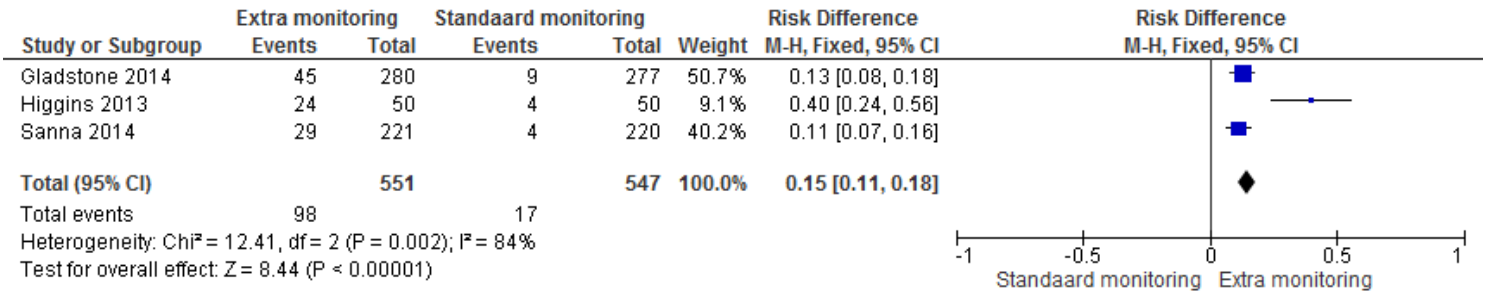 Extra monitoring Standaard monitoring Risk Difference Risk Difference
Study or Subgroup Events Total Events Total Weight M-H, Fixed, 95% CI M-H, Fixed, 95% CI
Gladstone 2014 45 280 9 277 50.7% 0.13 [0.08, 0.18]
Higgins 2013 24 50 4 50 9.1% 0.40 [0.24, 0.56]
Sanna 2014 29 221 4 220 40.2% 0.11 [0.07, 0.16]
Total (95% CI) 551 547 100.0% 0.15 [0.11, 0.18]
Total events 98 17
Heterogeneity: Chi² = 12.41, df = 2 (P = 0.002); I² = 84%
Test for overall effect: Z = 8.44 (P < 0.00001)
-1 -0.5 0 0.5 1
Standaard monitoring Extra monitoring